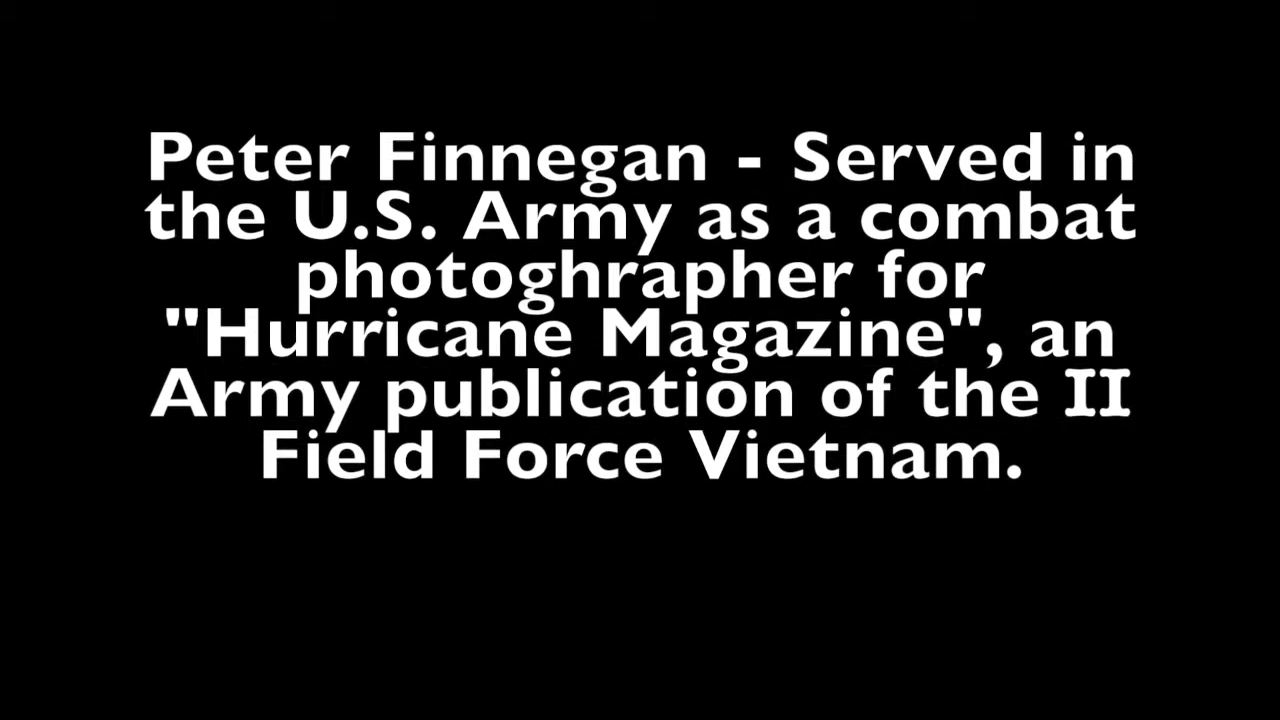 Peter Finnegan - Served in
the U.S. Army as a combat
photoghrapher for
"Hurricane Magazine", an
Army publication of the II
Field Force Vietnam.